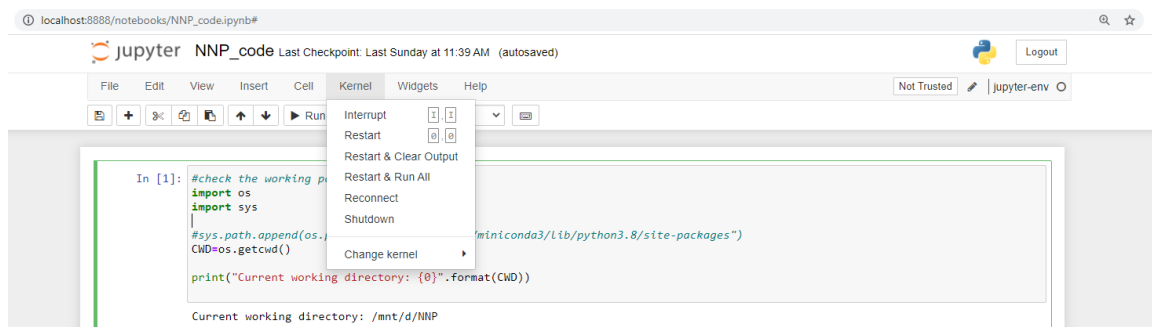 localhost:8888/notebooks/NNP_code.ipynb#
jupyter NNP_code Last Checkpoint: Last Sunday at 11:39 AM (autosaved) Logout
File Edit View Insert Cell Kernel Widgets Help Not Trusted jupyter-env
Run
Interrupt I,I
Restart 0,0
Restart & Clear Output
Restart & Run All
Reconnect
Shutdown
Change kernel
In [1]: #check the working
import os
import sys
#sys.path.append(os. /miniconda3/lib/python3.8/site-packages")
CWD=os.getcwd()
print("Current working directory: {0}".format(CWD))
Current working directory: /mnt/d/NNP